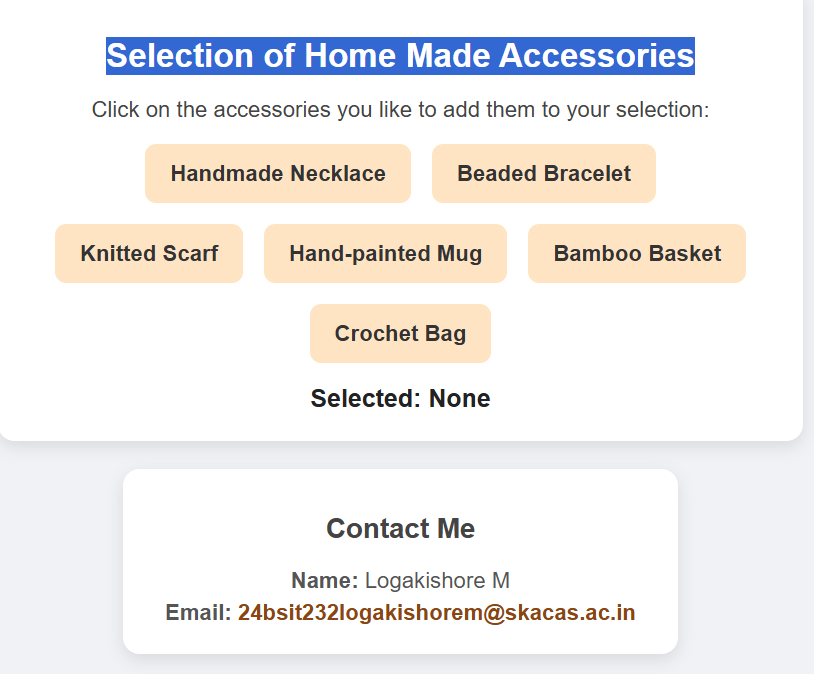 Selection of Home Made Accessories
Click on the accessories you like to add them to your selection:
Handmade Necklace
Beaded Bracelet
Knitted Scarf
Hand-painted Mug
Bamboo Basket
Crochet Bag
Selected: None
Contact Me
Name: Logakishore M
Email: 24bsit232logakishorem@skacas.ac.in